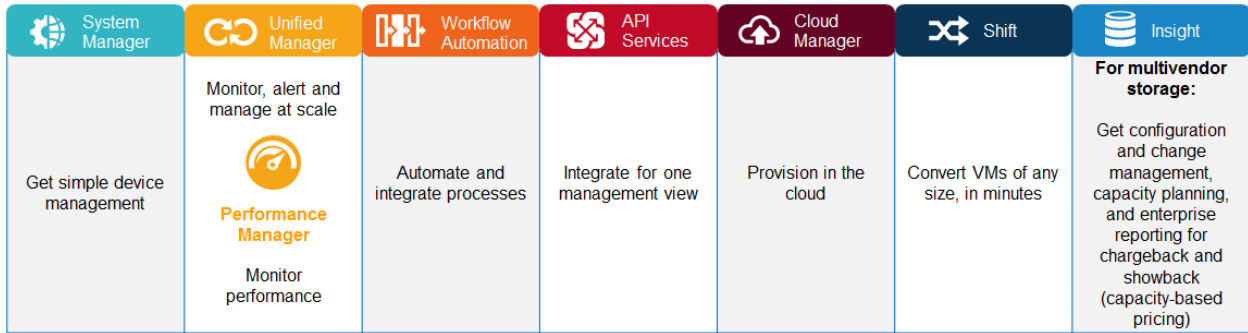 System
Manager
Unified
Manager
Workflow
Automation
API
Services
Cloud
Manager
Shift
Insight
Get simple device
management
Monitor, alert and
manage at scale
Performance
Manager
Monitor
performance
Automate and
integrate processes
Integrate for one
management view
Provision in the
cloud
Convert VMs of any
size, in minutes
For multivendor
storage:
Get configuration
and change
management,
capacity planning,
and enterprise
reporting for
chargeback and
showback
(capacity-based
pricing)